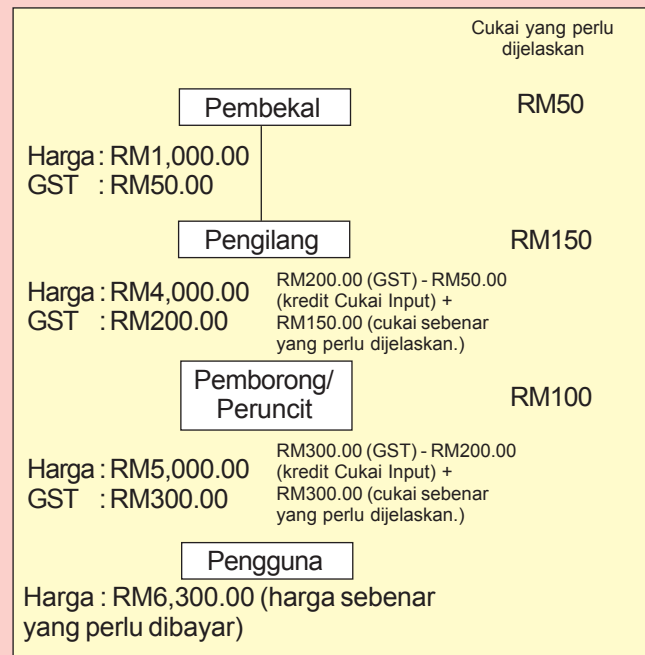 Cukai yang perlu
dijelaskan
Pembekal
RM50
Harga : RM1,000.00
GST : RM50.00
Pengilang
RM150
Harga : RM4,000.00
GST : RM200.00
RM200.00 (GST) - RM50.00
(kredit Cukai Input) +
RM150.00 (cukai sebenar
yang perlu dijelaskan.)
Pemborong/
Peruncit
RM100
Harga : RM5,000.00
GST : RM300.00
RM300.00 (GST) - RM200.00
(kredit Cukai Input) +
RM300.00 (cukai sebenar
yang perlu dijelaskan.)
Pengguna
Harga : RM6,300.00 (harga sebenar
yang perlu dibayar)